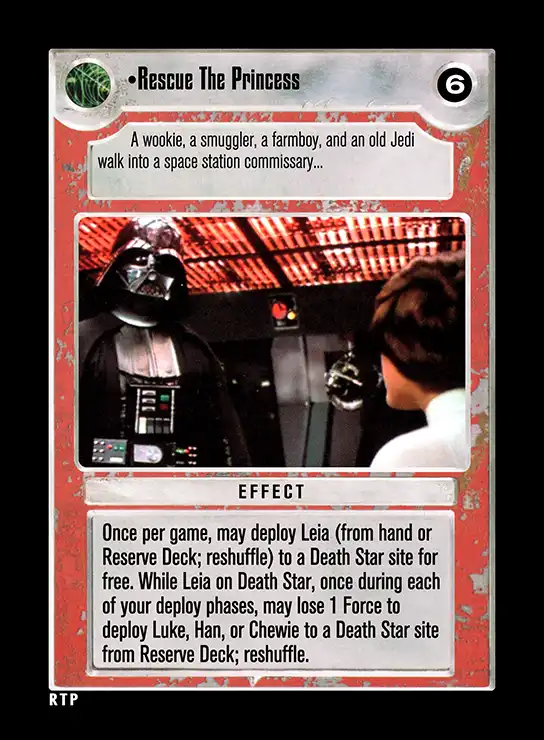 •Rescue The Princess
6
A wookie, a smuggler, a farmboy, and an old Jedi
walk into a space station commissary...
EFFECT
Once per game, may deploy Leia (from hand or
Reserve Deck; reshuffle) to a Death Star site for
free. While Leia on Death Star, once during each
of your deploy phases, may lose 1 Force to
deploy Luke, Han, or Chewie to a Death Star site
from Reserve Deck; reshuffle.
RTP